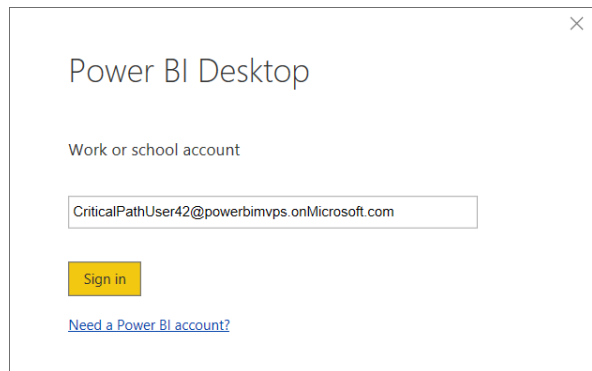 Power BI Desktop
Work or school account
CriticalPathUser42@powerbimvps.onMicrosoft.com
Sign in
Need a Power BI account?